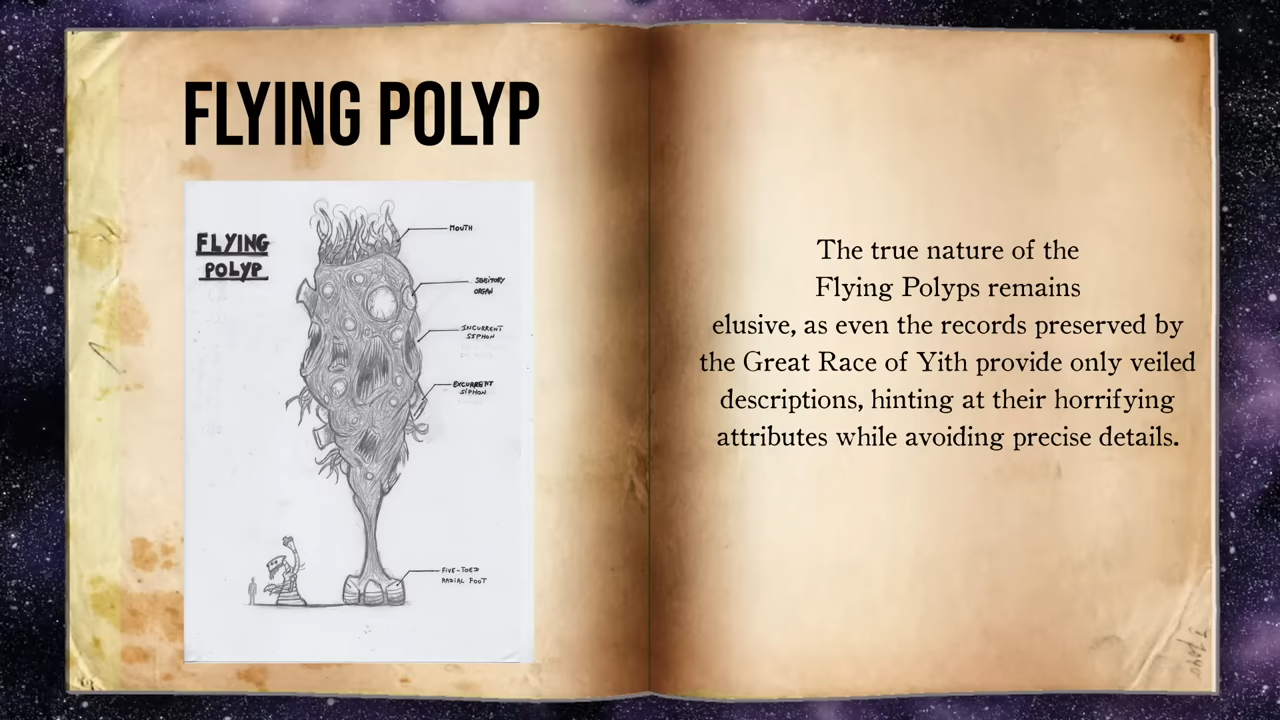 FLYING POLYP
FLYING
POLYP
MOUTH
SENSITORY
ORGAN
INCURRENT
SIPHON
EXCURRENT
SIPHON
FIVE-TOED
RADIAL FOOT
The true nature of the
Flying Polyps remains
elusive, as even the records preserved by
the Great Race of Yith provide only veiled
descriptions, hinting at their horrifying
attributes while avoiding precise details.